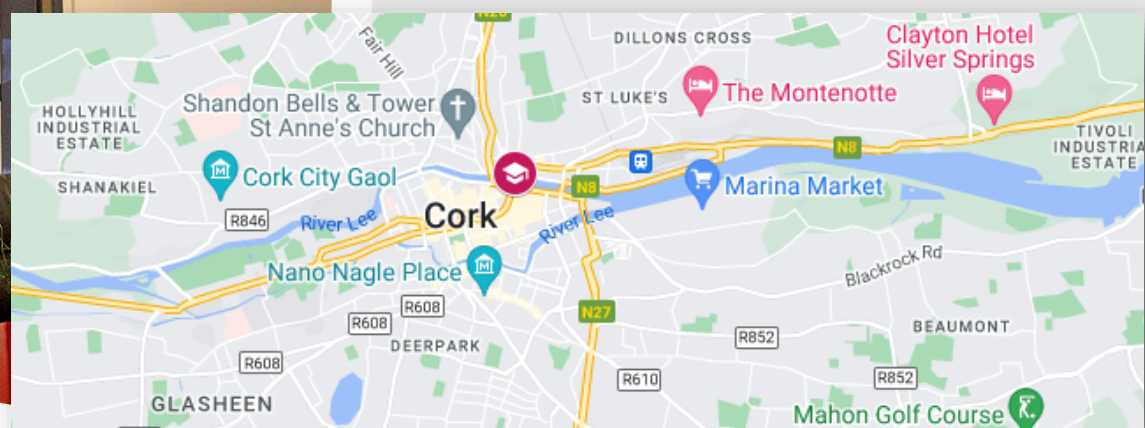 N20
Fair Hill
DILLONS CROSS
Clayton Hotel
Silver Springs
Shandon Bells & Tower
St Anne's Church
ST LUKE'S
The Montenotte
HOLLYHILL
INDUSTRIAL
ESTATE
TIVOLI
INDUSTRIA
ESTATE
N8
SHANAKIEL
Cork City Gaol
N8
Marina Market
R846
River Lee
Cork
River Lee
Nano Nagle Place
Blackrock Rd
R608
R608
N27
R852
BEAUMONT
DEERPARK
R608
R610
R852
GLASHEEN
Mahon Golf Course